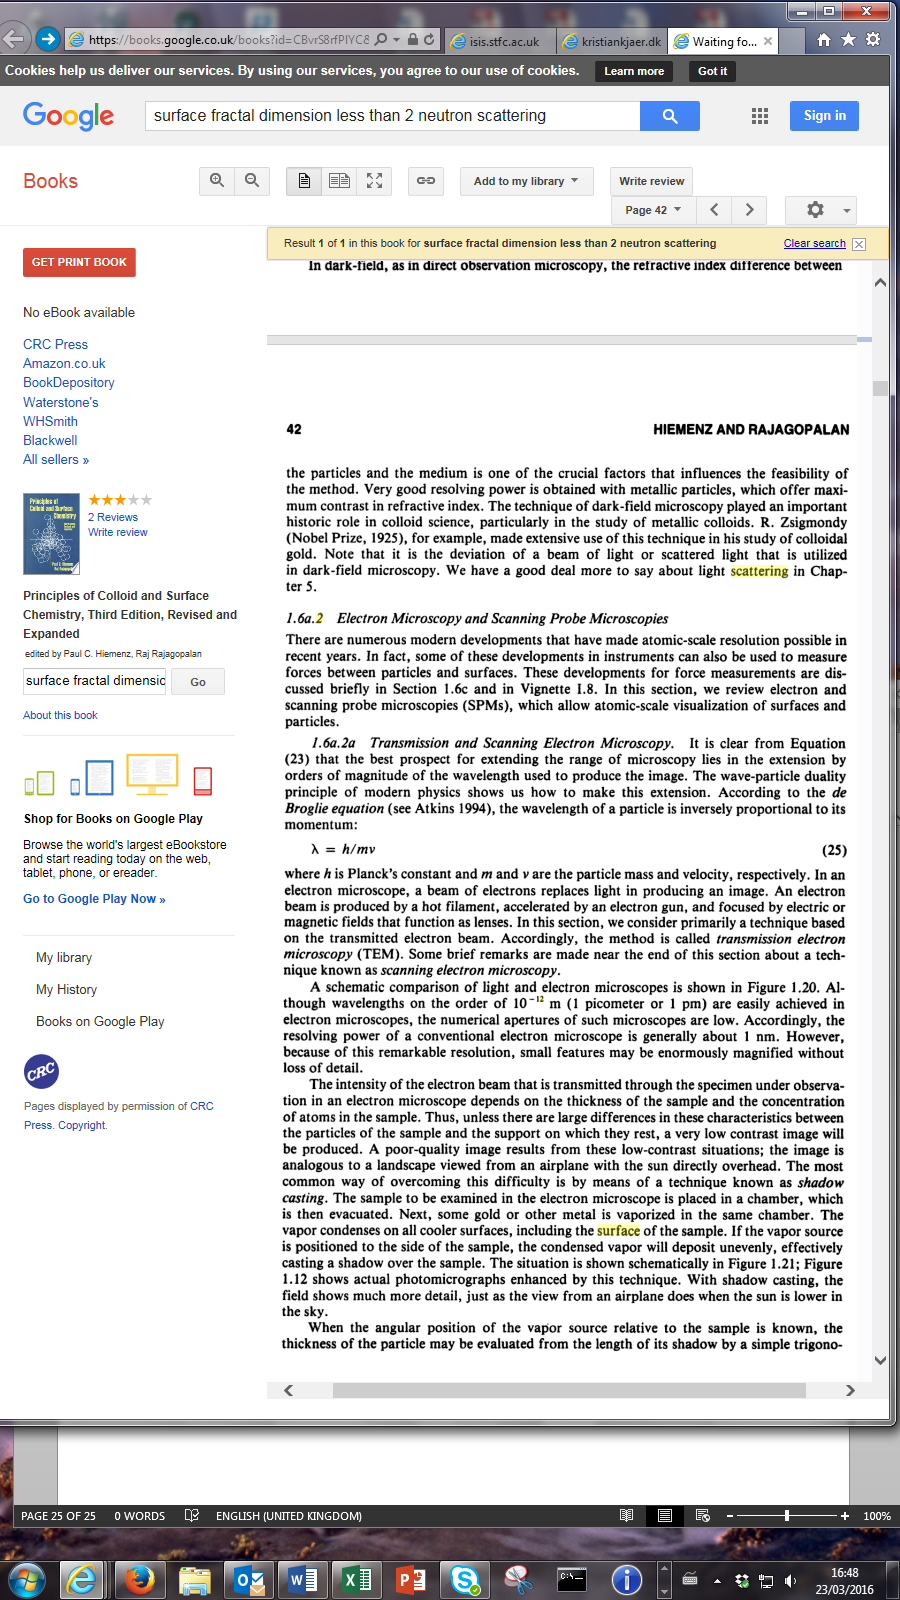 https://books.google.co.uk/books?id=CBvrS8rfPIYC8
isis.stfc.ac.uk
kristiankjaer.dk
Waiting fo...
Cookies help us deliver our services. By using our services, you agree to our use of cookies.
Learn more
Got it
Google
surface fractal dimension less than 2 neutron scattering
Sign in
Books
Add to my library
Write review
Page 42
Result 1 of 1 in this book for surface fractal dimension less than 2 neutron scattering
Clear search
GET PRINT BOOK
No eBook available
CRC Press
Amazon.co.uk
BookDepository
Waterstone's
WHSmith
Blackwell
All sellers »
Principles of
Colloid and Surface
Chemistry
2 Reviews
Write review
Principles of Colloid and Surface
Chemistry, Third Edition, Revised and
Expanded
edited by Paul C. Hiemenz, Raj Rajagopalan
surface fractal dimensic
Go
About this book
Shop for Books on Google Play
Browse the world's largest eBookstore
and start reading today on the web,
tablet, phone, or ereader.
Go to Google Play Now »
My library
My History
Books on Google Play
CRC
Pages displayed by permission of CRC
Press. Copyright.
In dark-field, as in direct observation microscopy, the refractive index difference between
42
HIEMENZ AND RAJAGOPALAN
the particles and the medium is one of the crucial factors that influences the feasibility of
the method. Very good resolving power is obtained with metallic particles, which offer maxi-
mum contrast in refractive index. The technique of dark-field microscopy played an important
historic role in colloid science, particularly in the study of metallic colloids. R. Zsigmondy
(Nobel Prize, 1925), for example, made extensive use of this technique in his study of colloidal
gold. Note that it is the deviation of a beam of light or scattered light that is utilized
in dark-field microscopy. We have a good deal more to say about light scattering in Chap-
ter 5.
1.6a.2 Electron Microscopy and Scanning Probe Microscopies
There are numerous modern developments that have made atomic-scale resolution possible in
recent years. In fact, some of these developments in instruments can also be used to measure
forces between particles and surfaces. These developments for force measurements are dis-
cussed briefly in Section 1.6c and in Vignette I.8. In this section, we review electron and
scanning probe microscopies (SPMs), which allow atomic-scale visualization of surfaces and
particles.
1.6a.2a Transmission and Scanning Electron Microscopy. It is clear from Equation
(23) that the best prospect for extending the range of microscopy lies in the extension by
orders of magnitude of the wavelength used to produce the image. The wave-particle duality
principle of modern physics shows us how to make this extension. According to the de
Broglie equation (see Atkins 1994), the wavelength of a particle is inversely proportional to its
momentum:
λ = h/mv (25)
where h is Planck's constant and m and v are the particle mass and velocity, respectively. In an
electron microscope, a beam of electrons replaces light in producing an image. An electron
beam is produced by a hot filament, accelerated by an electron gun, and focused by electric or
magnetic fields that function as lenses. In this section, we consider primarily a technique based
on the transmitted electron beam. Accordingly, the method is called transmission electron
microscopy (TEM). Some brief remarks are made near the end of this section about a tech-
nique known as scanning electron microscopy.
A schematic comparison of light and electron microscopes is shown in Figure 1.20. Al-
though wavelengths on the order of 10⁻¹² m (1 picometer or 1 pm) are easily achieved in
electron microscopes, the numerical apertures of such microscopes are low. Accordingly, the
resolving power of a conventional electron microscope is generally about 1 nm. However,
because of this remarkable resolution, small features may be enormously magnified without
loss of detail.
The intensity of the electron beam that is transmitted through the specimen under observa-
tion in an electron microscope depends on the thickness of the sample and the concentration
of atoms in the sample. Thus, unless there are large differences in these characteristics between
the particles of the sample and the support on which they rest, a very low contrast image will
be produced. A poor-quality image results from these low-contrast situations; the image is
analogous to a landscape viewed from an airplane with the sun directly overhead. The most
common way of overcoming this difficulty is by means of a technique known as shadow
casting. The sample to be examined in the electron microscope is placed in a chamber, which
is then evacuated. Next, some gold or other metal is vaporized in the same chamber. The
vapor condenses on all cooler surfaces, including the surface of the sample. If the vapor source
is positioned to the side of the sample, the condensed vapor will deposit unevenly, effectively
casting a shadow over the sample. The situation is shown schematically in Figure 1.21; Figure
1.12 shows actual photomicrographs enhanced by this technique. With shadow casting, the
field shows much more detail, just as the view from an airplane does when the sun is lower in
the sky.
When the angular position of the vapor source relative to the sample is known, the
thickness of the particle may be evaluated from the length of its shadow by a simple trigono-
PAGE 25 OF 25
0 WORDS
ENGLISH (UNITED KINGDOM)
100%
16:48
23/03/2016